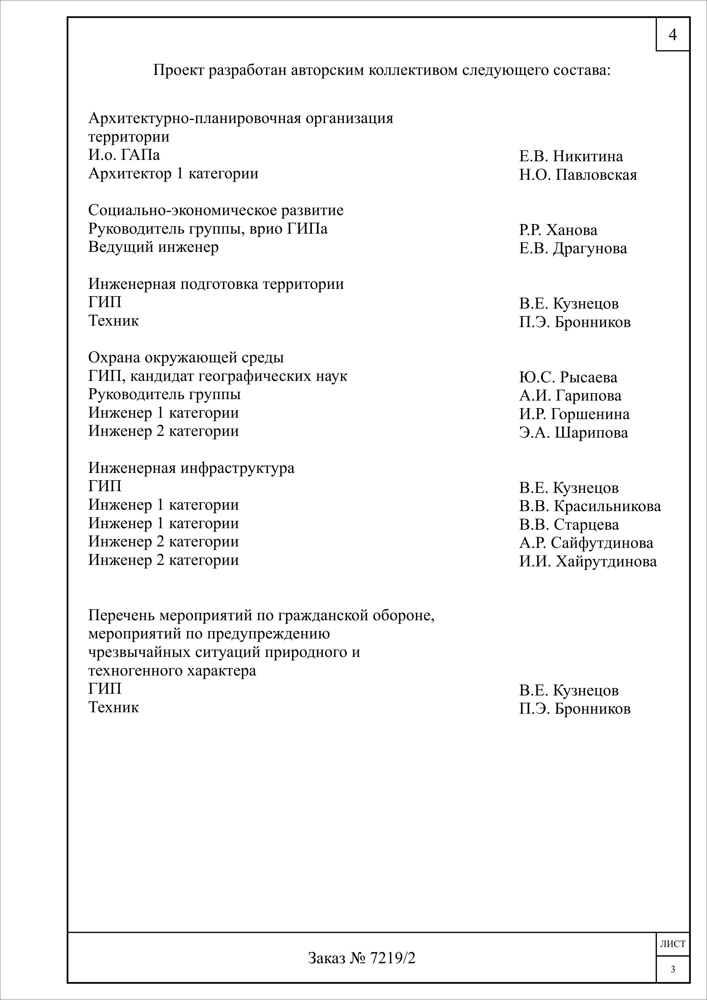 4
Проект разработан авторским коллективом следующего состава:
Архитектурно-планировочная организация
территории
И.о. ГАПа Е.В. Никитина
Архитектор 1 категории Н.О. Павловская
Социально-экономическое развитие
Руководитель группы, врио ГИПа Р.Р. Ханова
Ведущий инженер Е.В. Драгунова
Инженерная подготовка территории
ГИП В.Е. Кузнецов
Техник П.Э. Бронников
Охрана окружающей среды
ГИП, кандидат географических наук Ю.С. Рысаева
Руководитель группы А.И. Гарипова
Инженер 1 категории И.Р. Горшенина
Инженер 2 категории Э.А. Шарипова
Инженерная инфраструктура
ГИП В.Е. Кузнецов
Инженер 1 категории В.В. Красильникова
Инженер 1 категории В.В. Старцева
Инженер 2 категории А.Р. Сайфутдинова
Инженер 2 категории И.И. Хайрутдинова
Перечень мероприятий по гражданской обороне,
мероприятий по предупреждению
чрезвычайных ситуаций природного и
техногенного характера
ГИП В.Е. Кузнецов
Техник П.Э. Бронников
Заказ № 7219/2
ЛИСТ
3